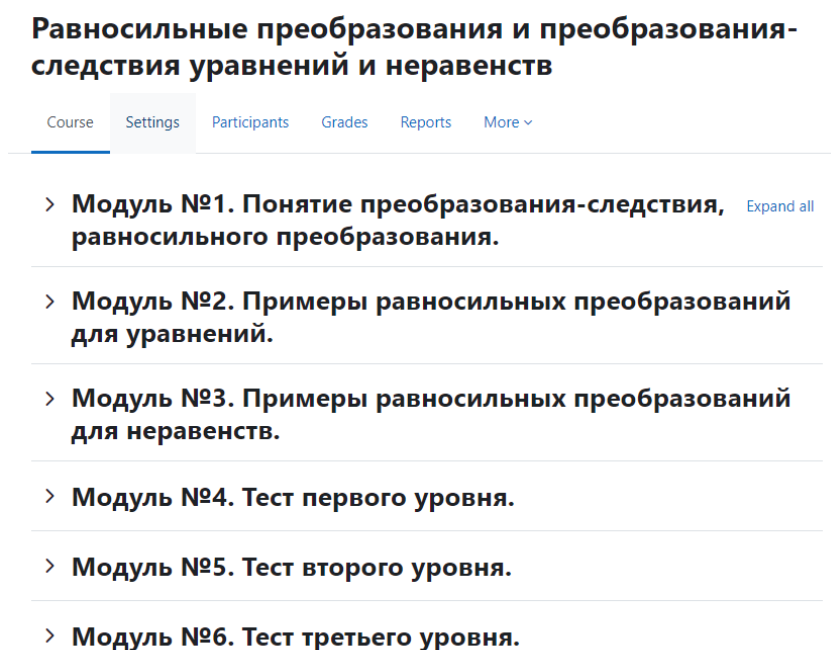 Равносильные преобразования и преобразования-
следствия уравнений и неравенств
Course Settings Participants Grades Reports More
Модуль №1. Понятие преобразования-следствия, Expand all
равносильного преобразования.
Модуль №2. Примеры равносильных преобразований
для уравнений.
Модуль №3. Примеры равносильных преобразований
для неравенств.
Модуль №4. Тест первого уровня.
Модуль №5. Тест второго уровня.
Модуль №6. Тест третьего уровня.